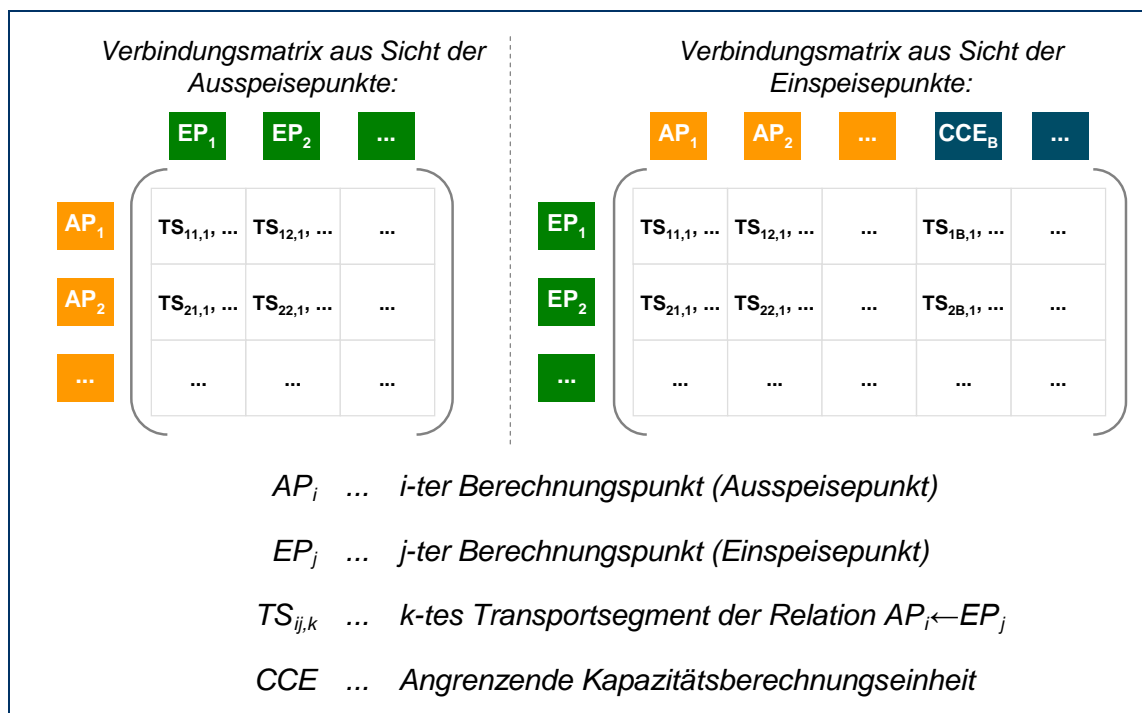 Verbindungsmatrix aus Sicht der
Ausspeisepunkte:
EP1 EP2 ...
AP1 TS11,1, ... TS12,1, ... ...
AP2 TS21,1, ... TS22,1, ... ...
... ... ... ...
Verbindungsmatrix aus Sicht der
Einspeisepunkte:
AP1 AP2 ... CCEB ...
EP1 TS11,1, ... TS12,1, ... ... TS1B,1, ... ...
EP2 TS21,1, ... TS22,1, ... ... TS2B,1, ... ...
... ... ... ... ... ...
APi ... i-ter Berechnungspunkt (Ausspeisepunkt)
EPj ... j-ter Berechnungspunkt (Einspeisepunkt)
TSij,k ... k-tes Transportsegment der Relation APi←EPj
CCE ... Angrenzende Kapazitätsberechnungseinheit